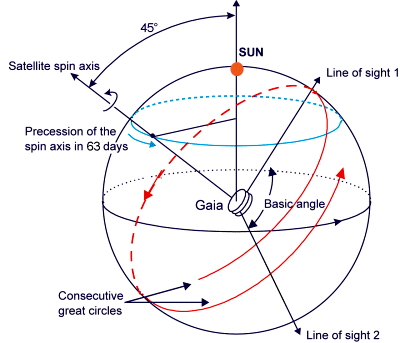 45°
SUN
Satellite spin axis
Line of sight 1
Precession of the
spin axis in 63 days
Gaia
Basic angle
Consecutive
great circles
Line of sight 2